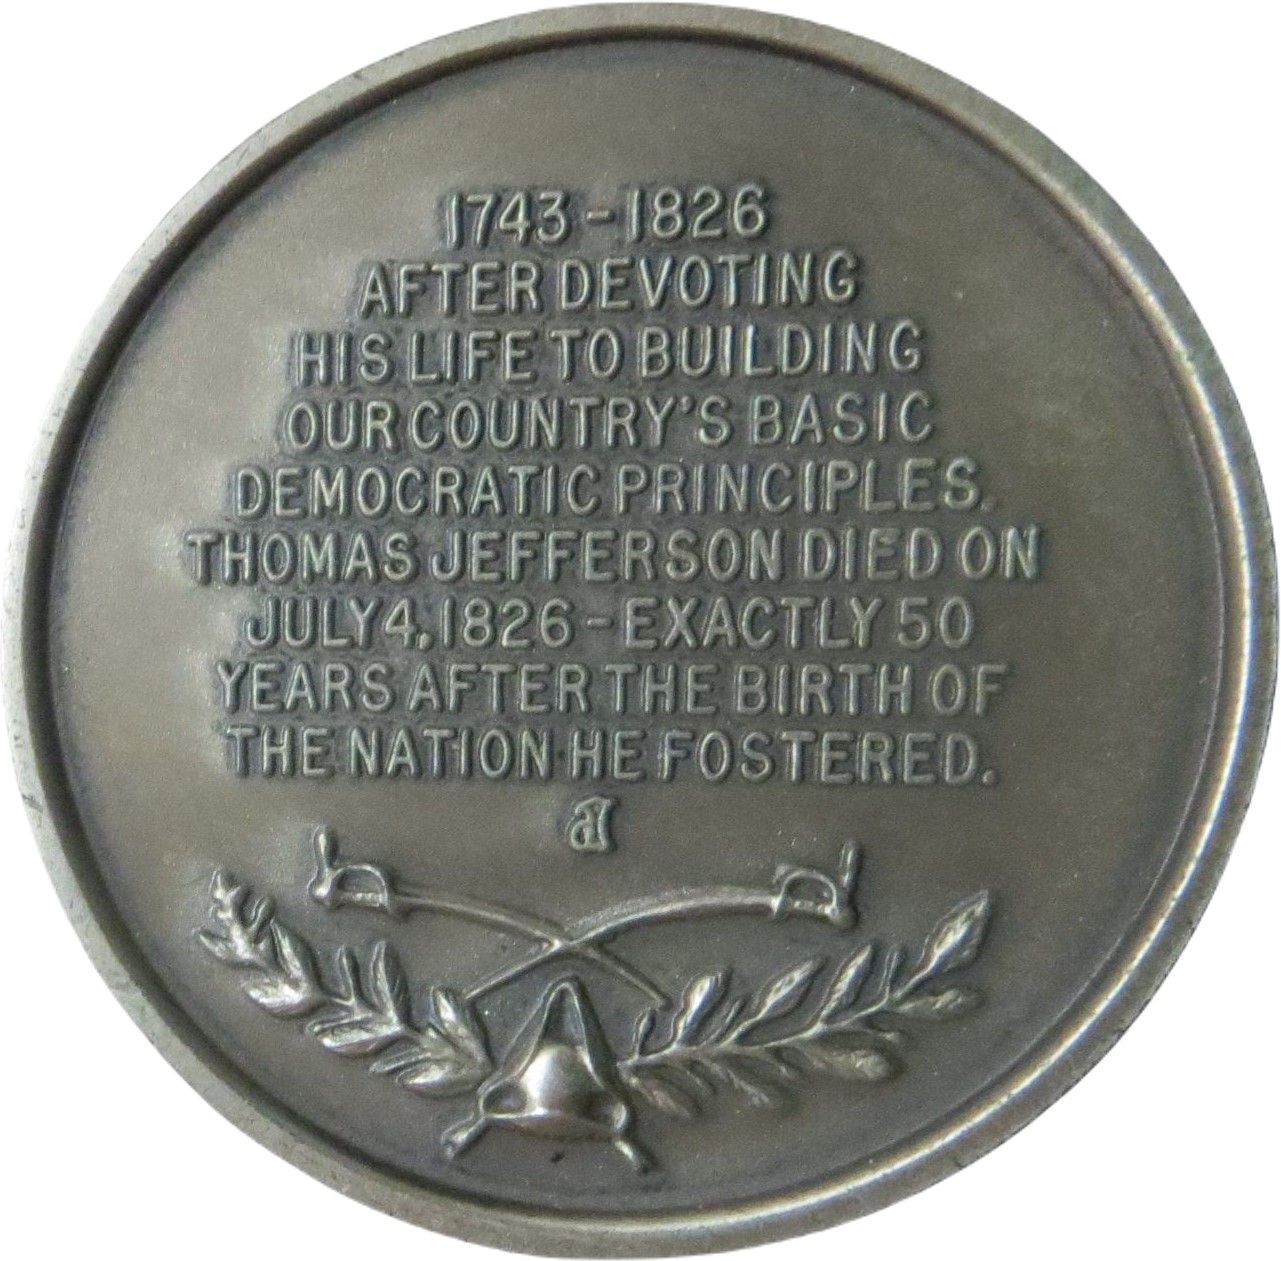 1743-1826
AFTER DEVOTING
HIS LIFE TO BUILDING
OUR COUNTRY'S BASIC
DEMOCRATIC PRINCIPLES.
THOMAS JEFFERSON DIED ON
JULY 4, 1826-EXACTLY 50
YEARS AFTER THE BIRTH OF
THE NATION HE FOSTERED.